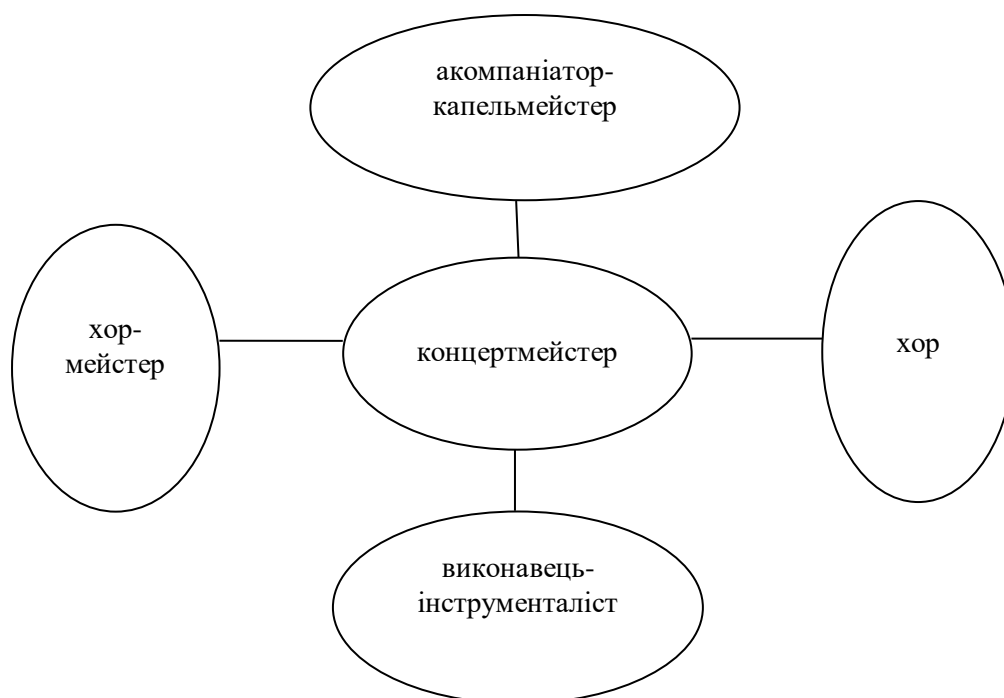 акомпаніатор-
капельмейстер
хор-
мейстер
концертмейстер
хор
виконавець-
інструменталіст